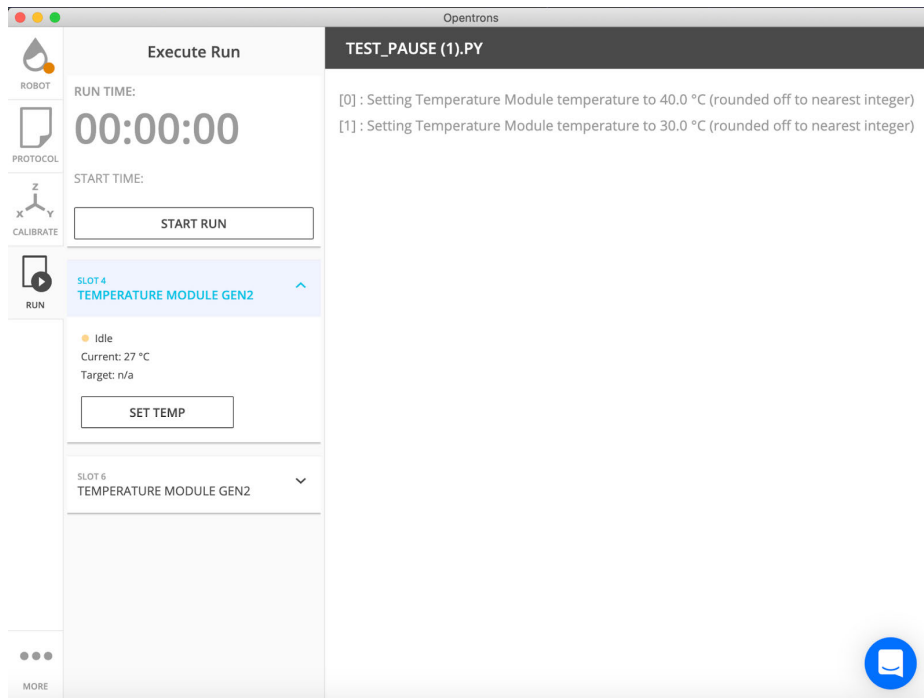 Opentrons
ROBOT
PROTOCOL
Z
X Y
CALIBRATE
RUN
MORE
Execute Run
RUN TIME:
00:00:00
START TIME:
START RUN
SLOT 4
TEMPERATURE MODULE GEN2
Idle
Current: 27 °C
Target: n/a
SET TEMP
SLOT 6
TEMPERATURE MODULE GEN2
TEST_PAUSE (1).PY
[0] : Setting Temperature Module temperature to 40.0 °C (rounded off to nearest integer)
[1] : Setting Temperature Module temperature to 30.0 °C (rounded off to nearest integer)